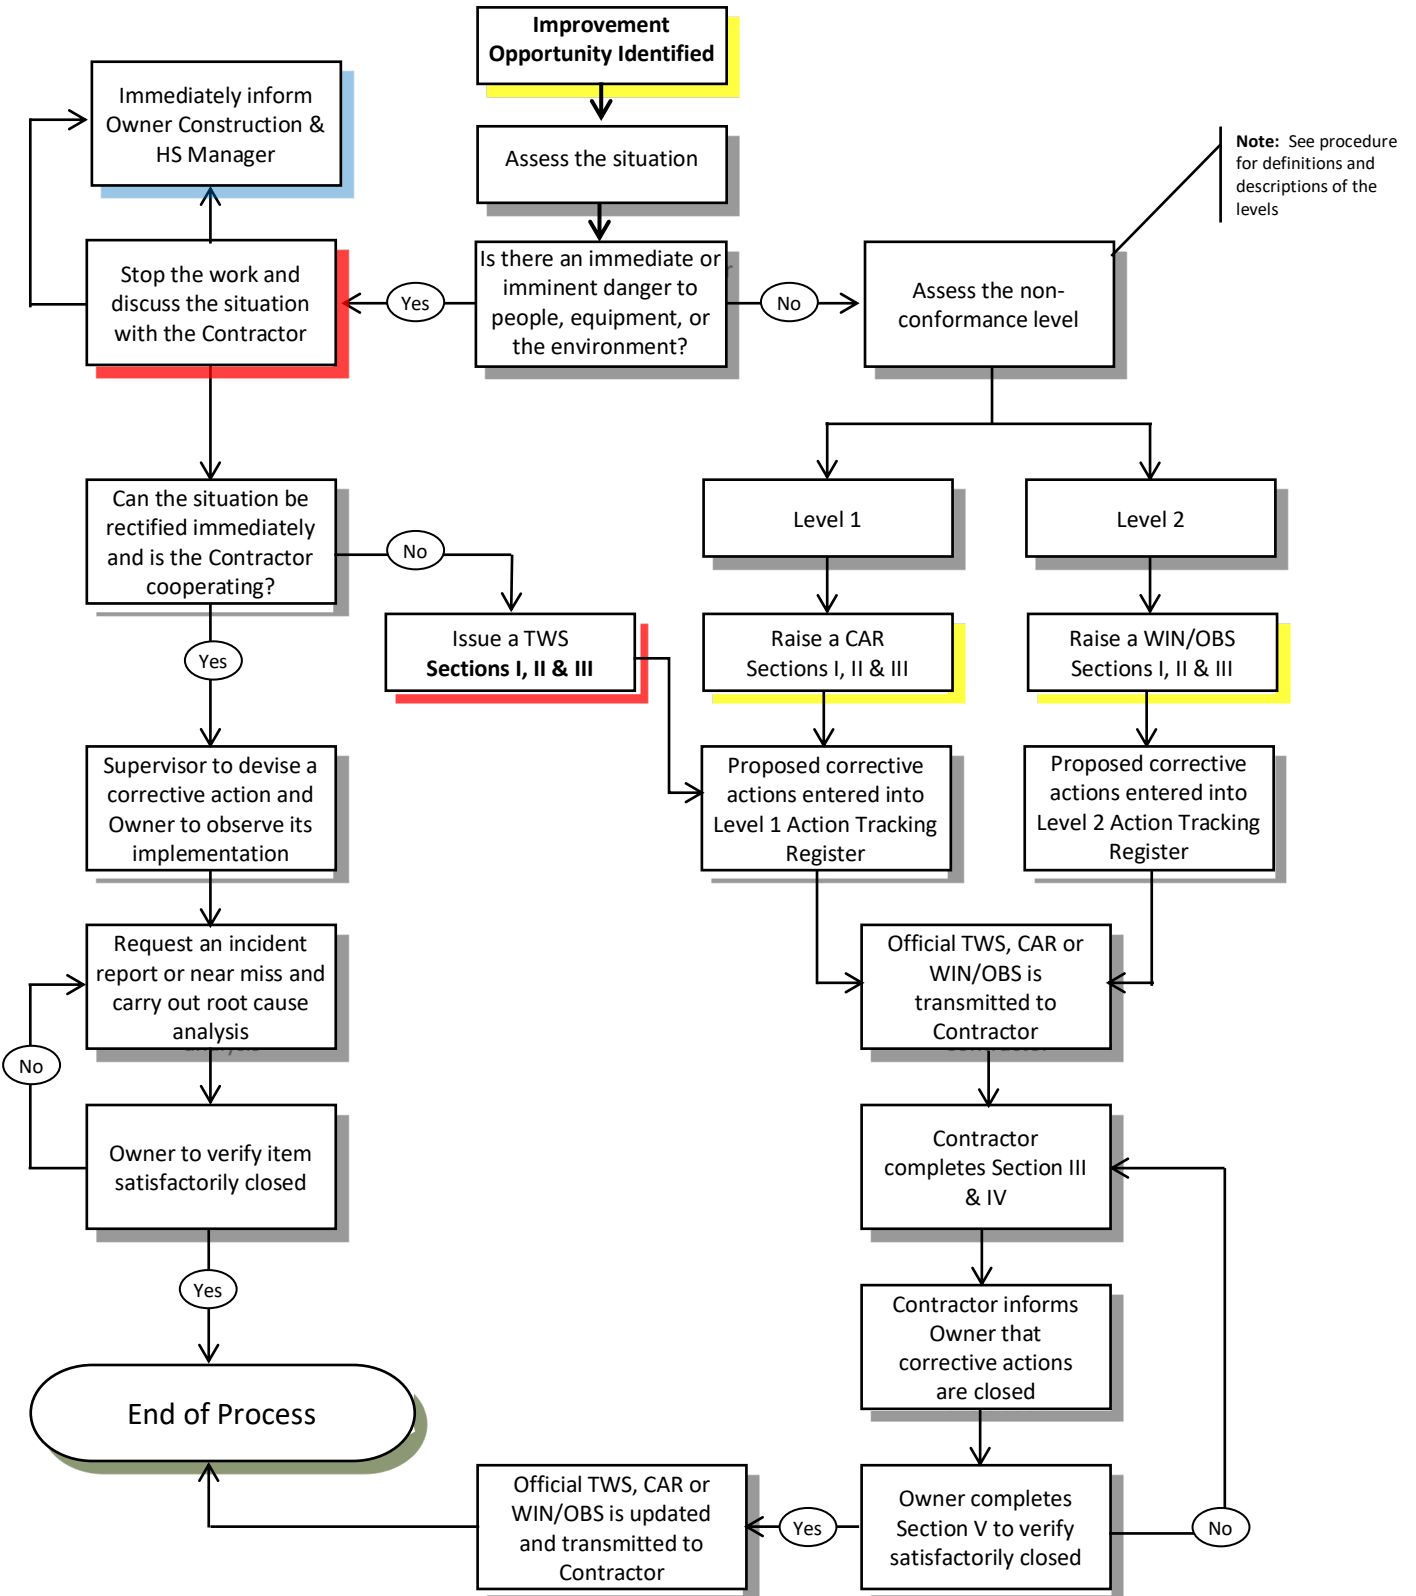 Improvement
Opportunity Identified
Immediately inform
Owner Construction &
HS Manager
Assess the situation
Note: See procedure
for definitions and
descriptions of the
levels
Stop the work and
discuss the situation
with the Contractor
Yes
Is there an immediate or
imminent danger to
people, equipment, or
the environment?
No
Assess the non-
conformance level
Can the situation be
rectified immediately
and is the Contractor
cooperating?
No
Level 1
Level 2
Yes
Issue a TWS
Sections I, II & III
Raise a CAR
Sections I, II & III
Raise a WIN/OBS
Sections I, II & III
Supervisor to devise a
corrective action and
Owner to observe its
implementation
Proposed corrective
actions entered into
Level 1 Action Tracking
Register
Proposed corrective
actions entered into
Level 2 Action Tracking
Register
Request an incident
report or near miss and
carry out root cause
analysis
Official TWS, CAR or
WIN/OBS is
transmitted to
Contractor
No
Owner to verify item
satisfactorily closed
Contractor
completes Section III
& IV
Yes
Contractor informs
Owner that
corrective actions
are closed
End of Process
Official TWS, CAR or
WIN/OBS is updated
and transmitted to
Contractor
Yes
Owner completes
Section V to verify
satisfactorily closed
No